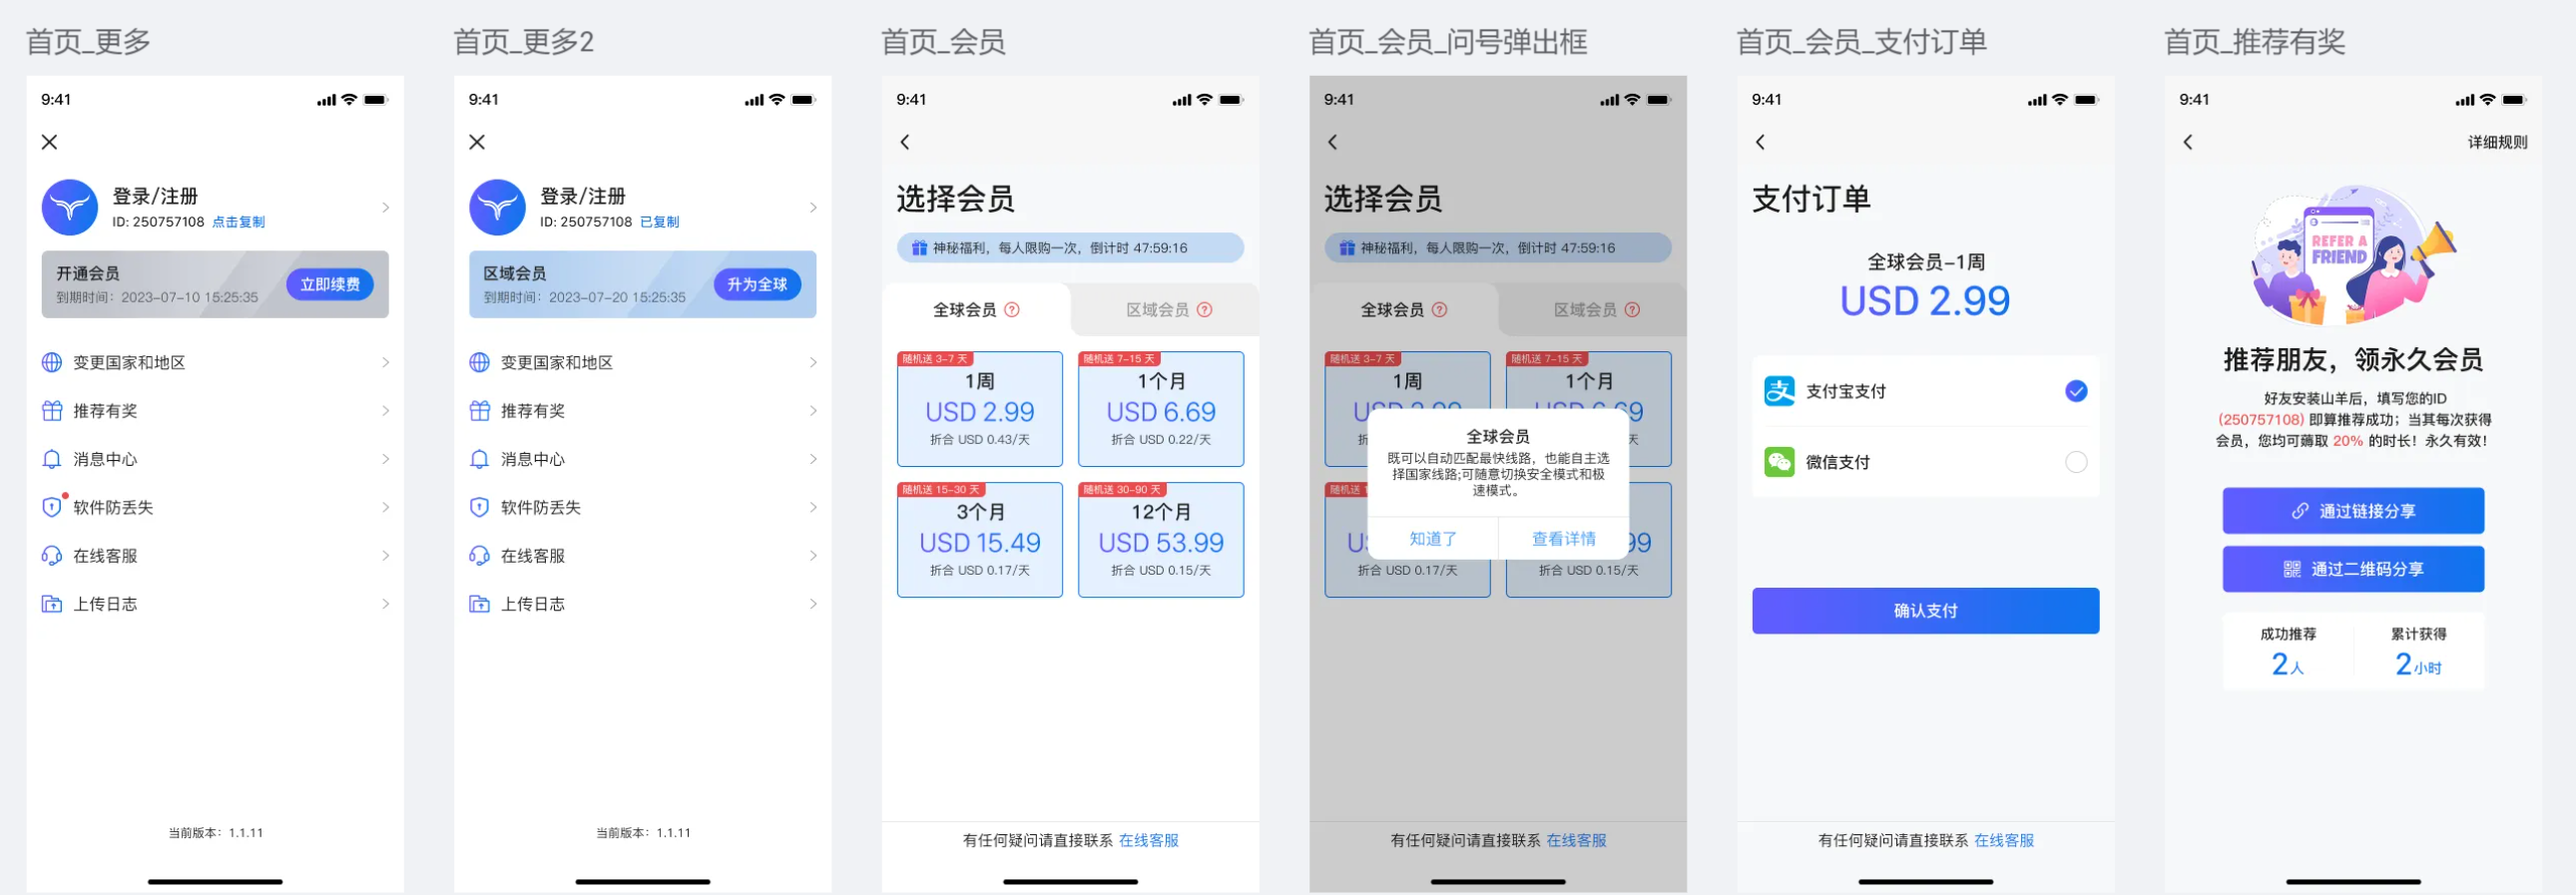 首页_更多
9:41
登录/注册
ID: 250757108 点击复制
开通会员
到期时间：2023-07-10 15:25:35
立即续费
变更国家和地区
推荐有奖
消息中心
软件防丢失
在线客服
上传日志
当前版本：1.1.11
首页_更多2
9:41
登录/注册
ID: 250757108 已复制
区域会员
到期时间：2023-07-20 15:25:35
升为全球
变更国家和地区
推荐有奖
消息中心
软件防丢失
在线客服
上传日志
当前版本：1.1.11
首页_会员
9:41
选择会员
神秘福利，每人限购一次，倒计时 47:59:16
全球会员 ?
区域会员 ?
随机送 3-7 天
1周
USD 2.99
折合 USD 0.43/天
随机送 7-15 天
1个月
USD 6.69
折合 USD 0.22/天
随机送 15-30 天
3个月
USD 15.49
折合 USD 0.17/天
随机送 30-90 天
12个月
USD 53.99
折合 USD 0.15/天
有任何疑问请直接联系 在线客服
首页_会员_问号弹出框
9:41
选择会员
神秘福利，每人限购一次，倒计时 47:59:16
全球会员 ?
区域会员 ?
随机送 3-7 天
1周
随机送 7-15 天
1个月
全球会员
既可以自动匹配最快线路，也能自主选
择国家线路;可随意切换安全模式和极
速模式。
知道了
查看详情
折合 USD 0.17/天
折合 USD 0.15/天
有任何疑问请直接联系 在线客服
首页_会员_支付订单
9:41
支付订单
全球会员-1周
USD 2.99
支付宝支付
微信支付
确认支付
有任何疑问请直接联系 在线客服
首页_推荐有奖
9:41
详细规则
REFER A
FRIEND
推荐朋友，领永久会员
好友安装山羊后，填写您的ID
(250757108) 即算推荐成功；当其每次获得
会员，您均可薅取 20% 的时长！永久有效！
通过链接分享
通过二维码分享
成功推荐
2人
累计获得
2小时